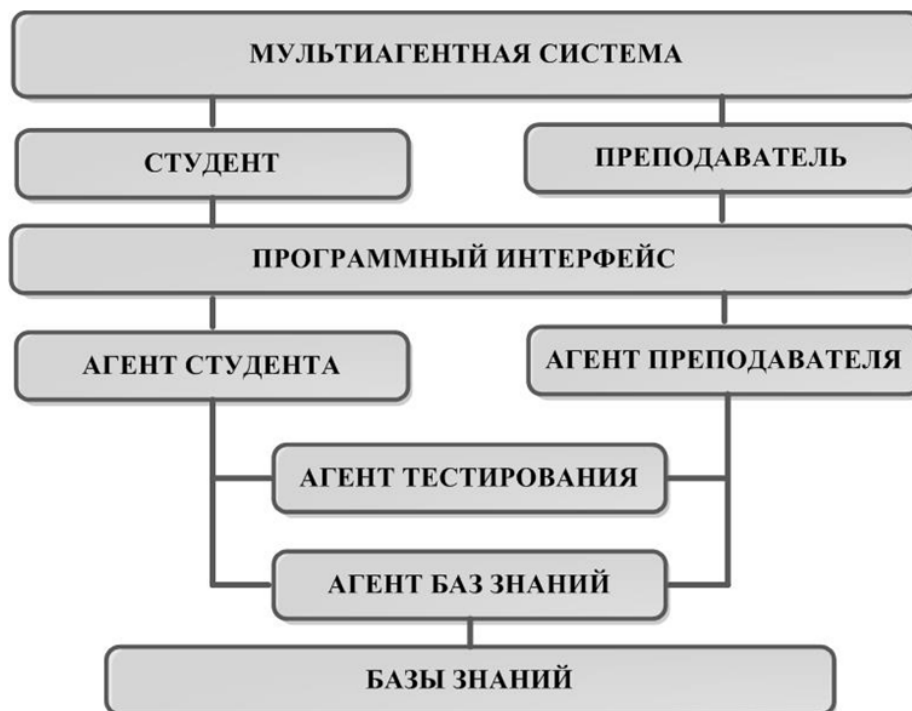 МУЛЬТИАГЕНТНАЯ СИСТЕМА
СТУДЕНТ
ПРЕПОДАВАТЕЛЬ
ПРОГРАММНЫЙ ИНТЕРФЕЙС
АГЕНТ СТУДЕНТА
АГЕНТ ПРЕПОДАВАТЕЛЯ
АГЕНТ ТЕСТИРОВАНИЯ
АГЕНТ БАЗ ЗНАНИЙ
БАЗЫ ЗНАНИЙ